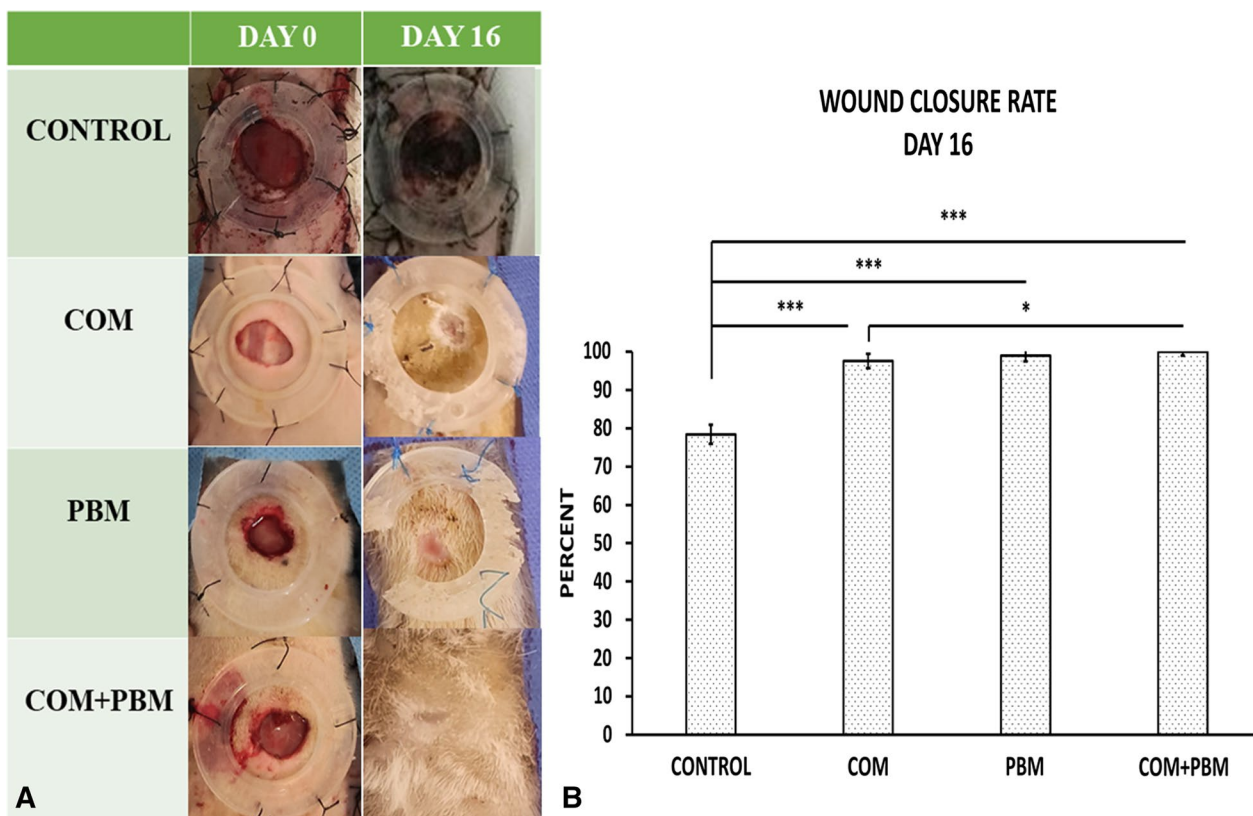 DAY 0 DAY 16
CONTROL
COM
PBM
COM+PBM
A
WOUND CLOSURE RATE
DAY 16
***
***
***
*
100
90
80
70
60
50
40
30
20
10
0
PERCENT
CONTROL COM PBM COM+PBM
B